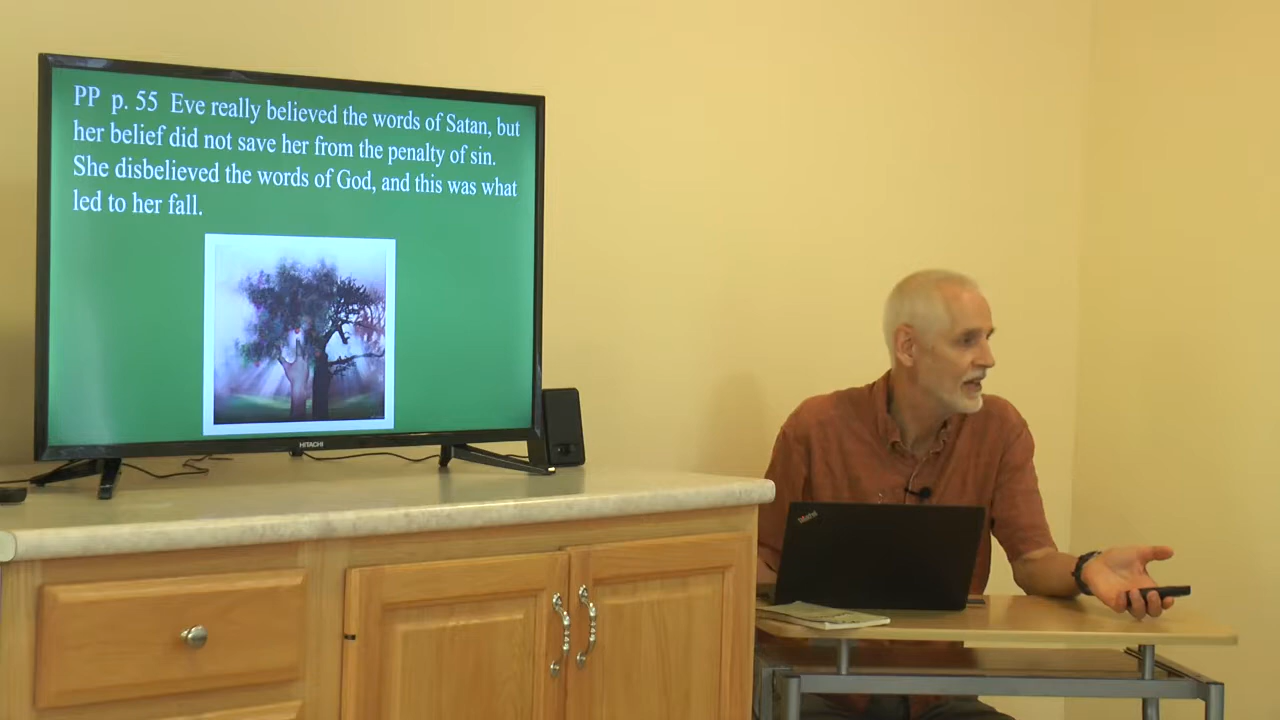 PP p. 55 Eve really believed the words of Satan, but
her belief did not save her from the penalty of sin.
She disbelieved the words of God, and this was what
led to her fall.
HITACHI
ThinkPad